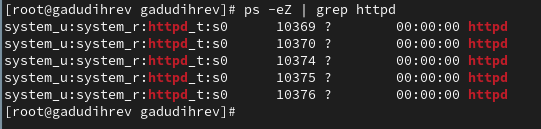 [root@gadudihrev gadudihrev]# ps -eZ | grep httpd
system_u:system_r:httpd_t:s0      10369 ?        00:00:00 httpd
system_u:system_r:httpd_t:s0      10370 ?        00:00:00 httpd
system_u:system_r:httpd_t:s0      10374 ?        00:00:00 httpd
system_u:system_r:httpd_t:s0      10375 ?        00:00:00 httpd
system_u:system_r:httpd_t:s0      10376 ?        00:00:00 httpd
[root@gadudihrev gadudihrev]#